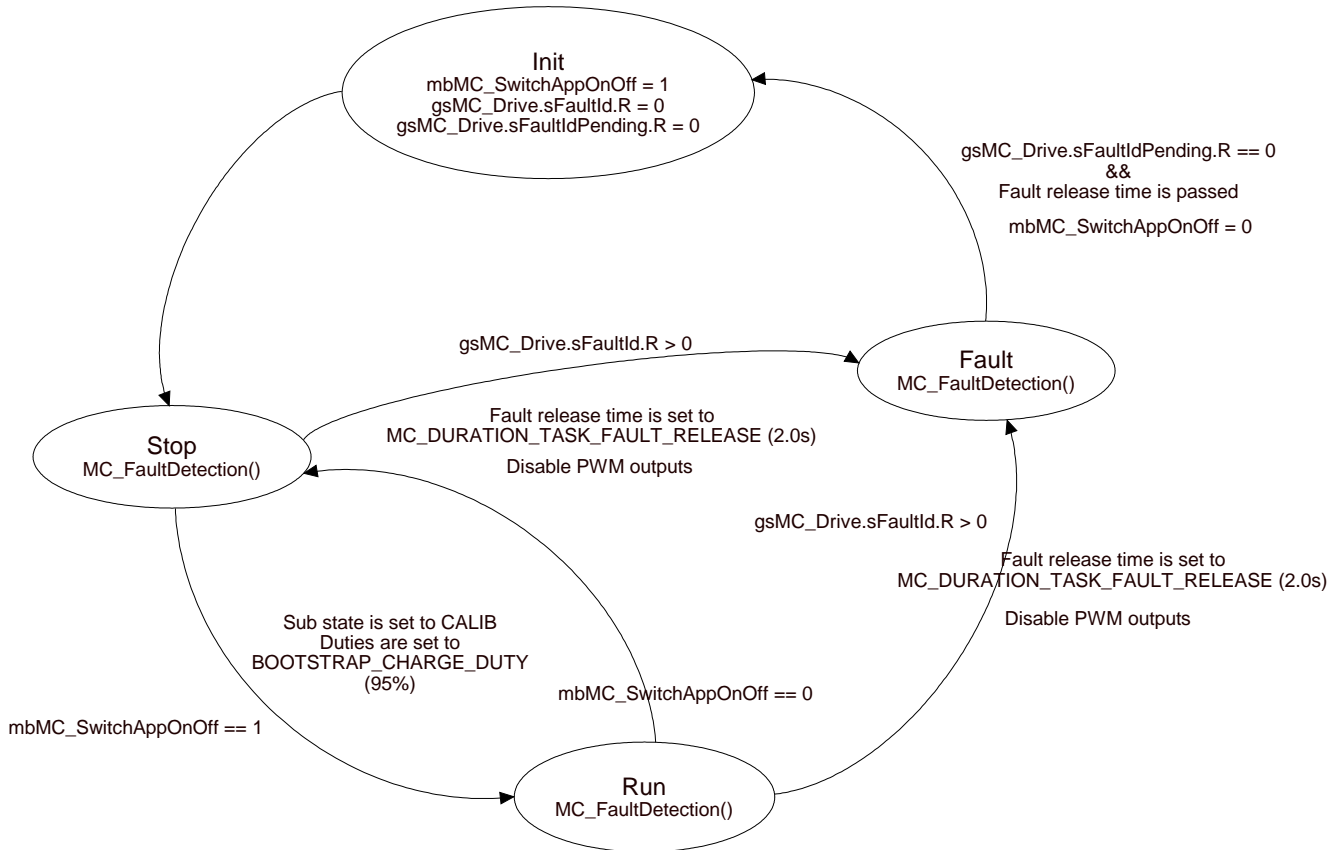 Init
mbMC_SwitchAppOnOff = 1
gsMC_Drive.sFaultId.R = 0
gsMC_Drive.sFaultIdPending.R = 0
gsMC_Drive.sFaultIdPending.R == 0
&&
Fault release time is passed
mbMC_SwitchAppOnOff = 0
gsMC_Drive.sFaultId.R > 0
Fault
MC_FaultDetection()
Fault release time is set to
MC_DURATION_TASK_FAULT_RELEASE (2.0s)
Disable PWM outputs
Stop
MC_FaultDetection()
gsMC_Drive.sFaultId.R > 0
Fault release time is set to
MC_DURATION_TASK_FAULT_RELEASE (2.0s)
Disable PWM outputs
Sub state is set to CALIB
Duties are set to
BOOTSTRAP_CHARGE_DUTY
(95%)
mbMC_SwitchAppOnOff == 0
mbMC_SwitchAppOnOff == 1
Run
MC_FaultDetection()